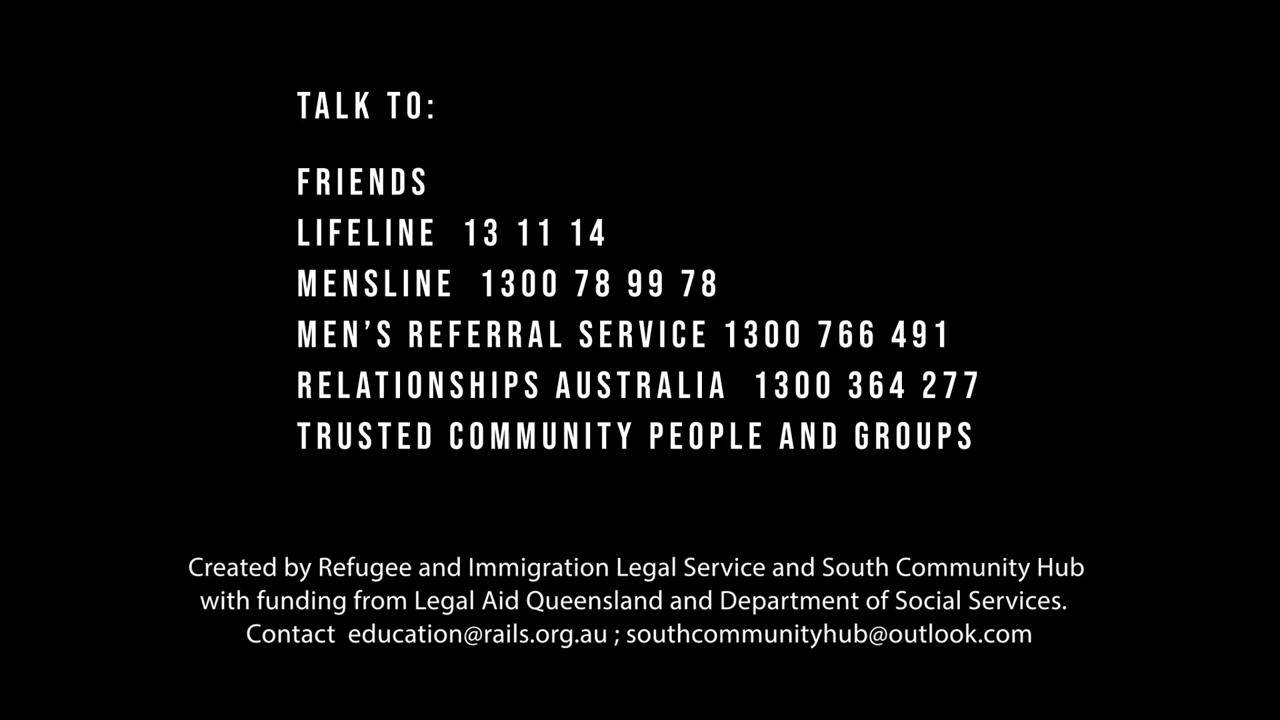 TALK TO:
FRIENDS
LIFELINE 13 11 14
MENSLINE 1300 78 99 78
MEN’S REFERRAL SERVICE 1300 766 491
RELATIONSHIPS AUSTRALIA 1300 364 277
TRUSTED COMMUNITY PEOPLE AND GROUPS
Created by Refugee and Immigration Legal Service and South Community Hub
with funding from Legal Aid Queensland and Department of Social Services.
Contact education@rails.org.au ; southcommunityhub@outlook.com